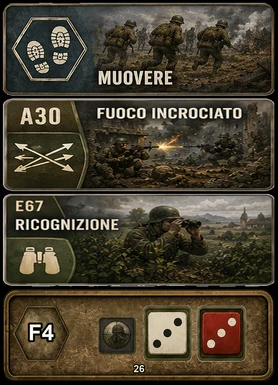 MUOVERE
A30
FUOCO INCROCIATO
E67
RICOGNIZIONE
F4
26